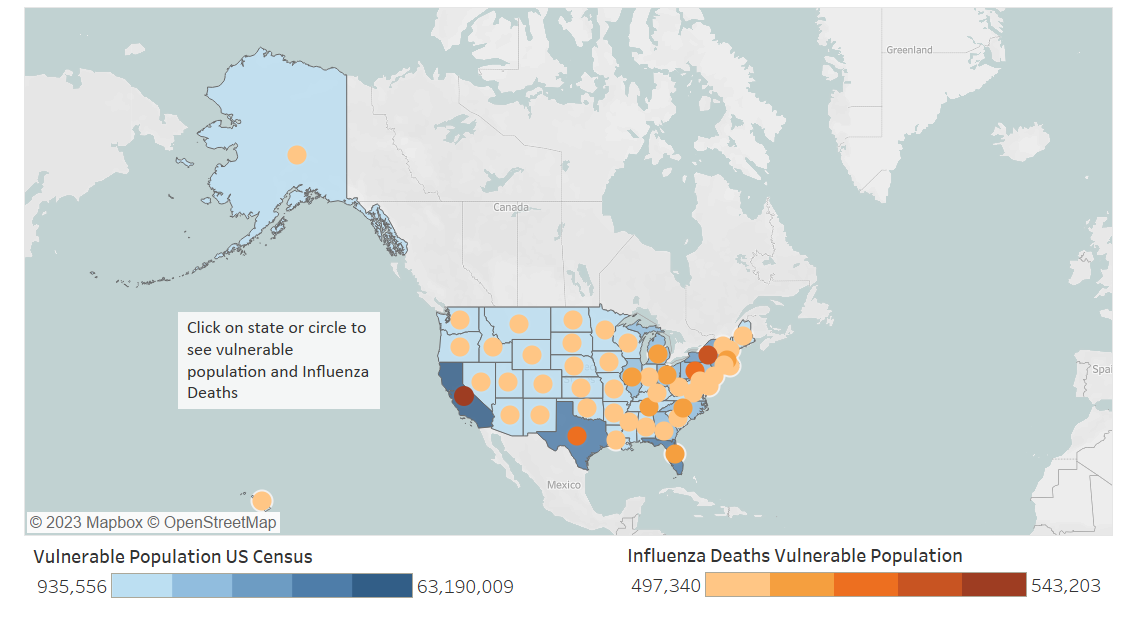 Greenland
Canada
Click on state or circle to
see vulnerable
population and Influenza
Deaths
Spai
Mexico
© 2023 Mapbox © OpenStreetMap
Vulnerable Population US Census
935,556
63,190,009
Influenza Deaths Vulnerable Population
497,340
543,203